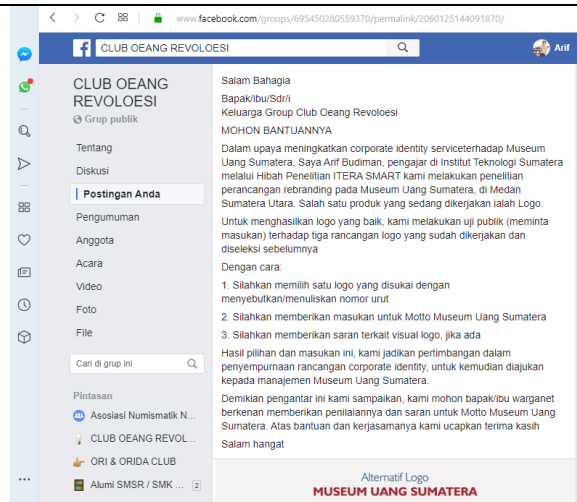 www.facebook.com/groups/695450280559370/permalink/2060125144091870/
CLUB OEANG REVOLOESI
Arif
CLUB OEANG
REVOLOESI
Grup publik
Tentang
Diskusi
Postingan Anda
Pengumuman
Anggota
Acara
Video
Foto
File
Cari di grup ini
Pintasan
Asosiasi Numismatik N...
CLUB OEANG REVOL...
ORI & ORIDA CLUB
Alumi SMSR / SMK ... 2
Salam Bahagia
Bapak/ibu/Sdr/i
Keluarga Group Club Oeang Revoloesi
MOHON BANTUANNYA
Dalam upaya meningkatkan corporate identity serviceterhadap Museum
Uang Sumatera, Saya Arif Budiman, pengajar di Institut Teknologi Sumatera
melalui Hibah Penelitian ITERA SMART kami melakukan penelitian
perancangan rebranding pada Museum Uang Sumatera, di Medan
Sumatera Utara. Salah satu produk yang sedang dikerjakan ialah Logo.
Untuk menghasilkan logo yang baik, kami melakukan uji publik (meminta
masukan) terhadap tiga rancangan logo yang sudah dikerjakan dan
diseleksi sebelumnya
Dengan cara:
1. Silahkan memilih satu logo yang disukai dengan
menyebutkan/menuliskan nomor urut
2. Silahkan memberikan masukan untuk Motto Museum Uang Sumatera
3. Silahkan memberikan saran terkait visual logo, jika ada
Hasil pilihan dan masukan ini, kami jadikan pertimbangan dalam
penyempurnaan rancangan corporate identity, untuk kemudian diajukan
kepada manajemen Museum Uang Sumatera.
Demikian pengantar ini kami sampaikan, kami mohon bapak/ibu warganet
berkenan memberikan penilaiannya dan saran untuk Motto Museum Uang
Sumatera. Atas bantuan dan kerjasamanya kami ucapkan terima kasih
Salam hangat
Alternatif Logo
MUSEUM UANG SUMATERA